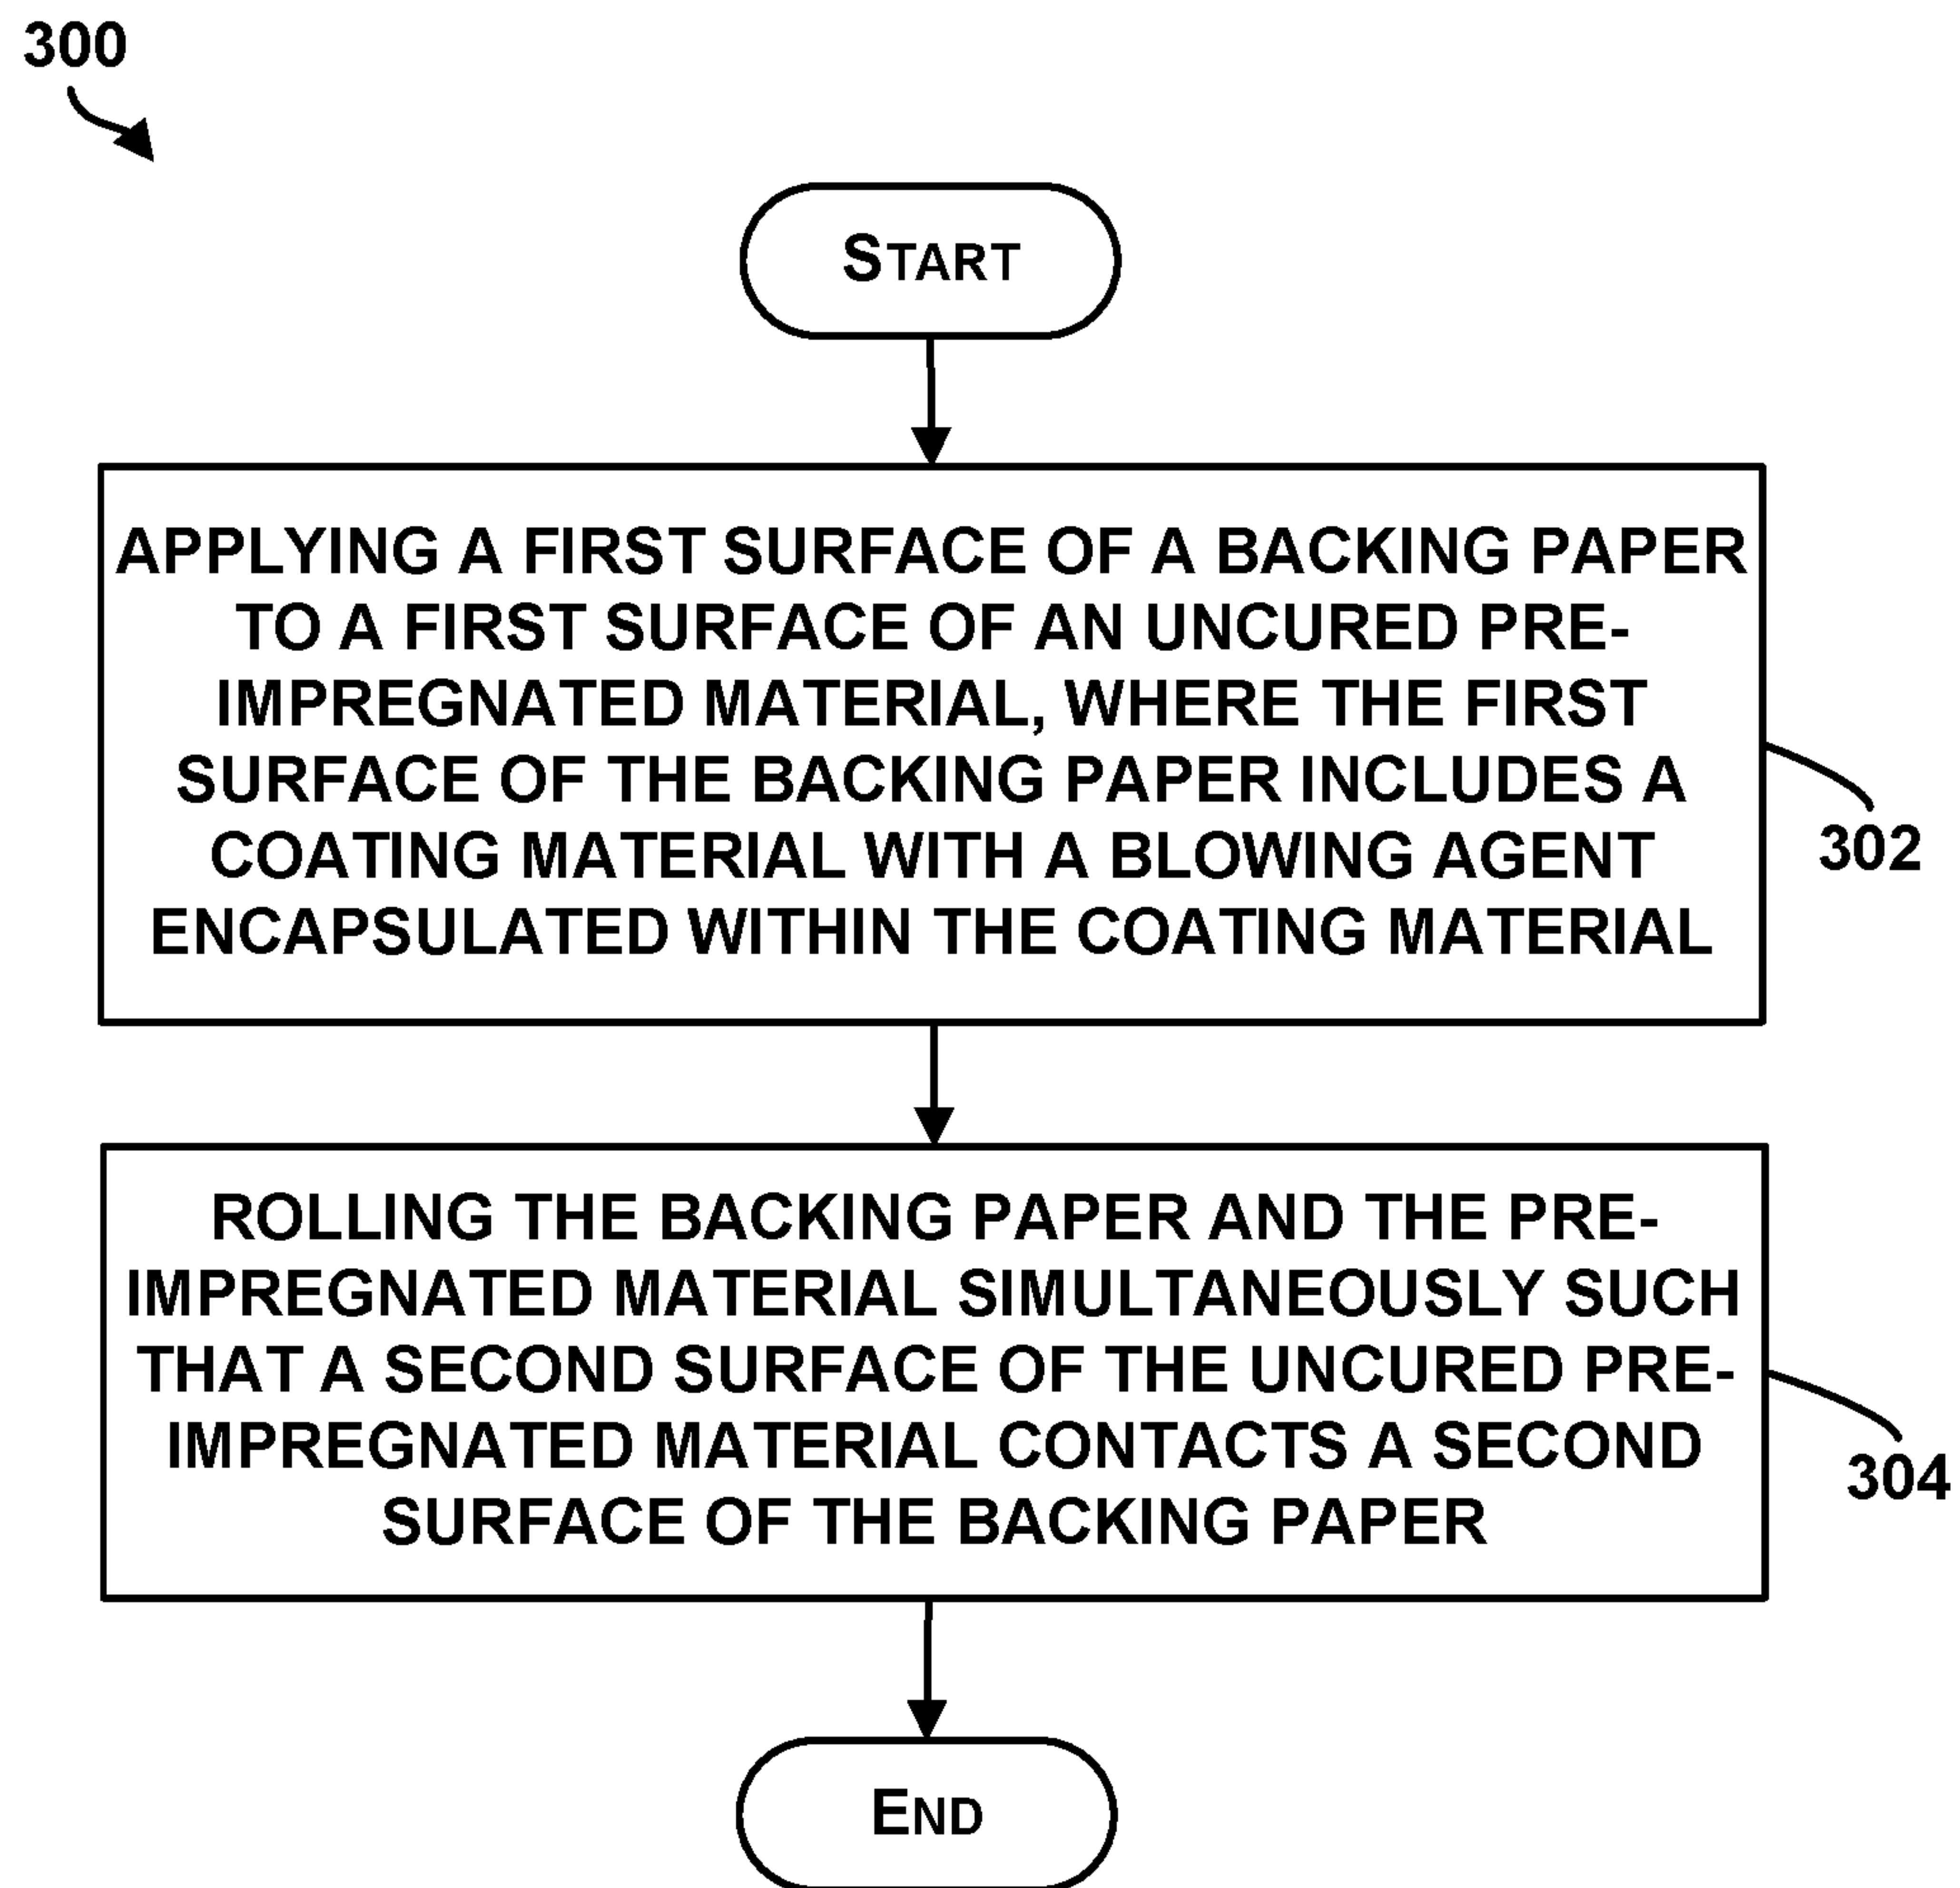 300
START
APPLYING A FIRST SURFACE OF A BACKING PAPER
TO A FIRST SURFACE OF AN UNCURED PRE-
IMPREGNATED MATERIAL, WHERE THE FIRST
SURFACE OF THE BACKING PAPER INCLUDES A
COATING MATERIAL WITH A BLOWING AGENT
ENCAPSULATED WITHIN THE COATING MATERIAL
302
ROLLING THE BACKING PAPER AND THE PRE-
IMPREGNATED MATERIAL SIMULTANEOUSLY SUCH
THAT A SECOND SURFACE OF THE UNCURED PRE-
IMPREGNATED MATERIAL CONTACTS A SECOND
SURFACE OF THE BACKING PAPER
304
END